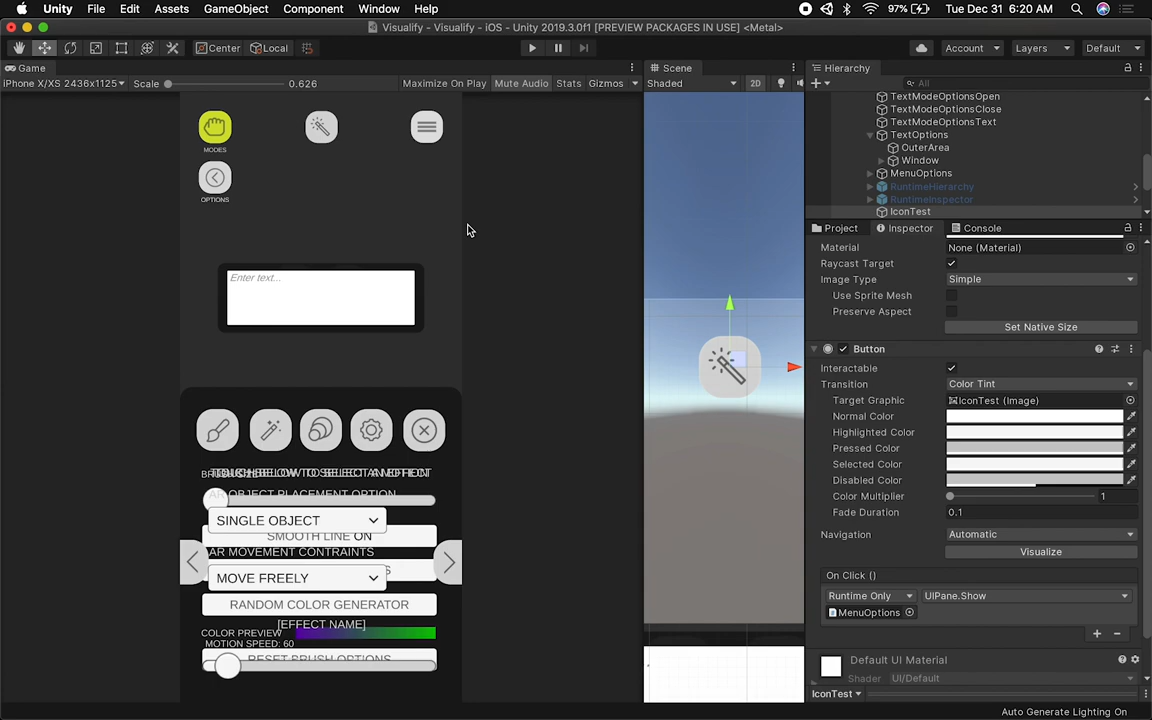 Unity File Edit Assets GameObject Component Window Help 97% Tue Dec 31 6:20 AM
Visualify - Visualify - iOS - Unity 2019.3.0f1 [PREVIEW PACKAGES IN USE] <Metal>
Center Local Account Layers Default
Game Scene Hierarchy
iPhone X/XS 2436x1125 Scale 0.626 Maximize On Play Mute Audio Stats Gizmos Shaded 2D All
TextModeOptionsOpen
TextModeOptionsClose
TextModeOptionsText
TextOptions
OuterArea
Window
MenuOptions
RuntimeHierarchy
RuntimeInspector
IconTest
MODES
OPTIONS
Enter text...
AR OBJECT PLACEMENT OPTION
SINGLE OBJECT
SMOOTH LINE ON
AR MOVEMENT CONTRAINTS
MOVE FREELY
RANDOM COLOR GENERATOR
[EFFECT NAME]
COLOR PREVIEW
MOTION SPEED: 60
RESET BRUSH OPTIONS
Project Inspector Console
Material None (Material)
Raycast Target
Image Type Simple
Use Sprite Mesh
Preserve Aspect
Set Native Size
Button
Interactable
Transition Color Tint
Target Graphic IconTest (Image)
Normal Color
Highlighted Color
Pressed Color
Selected Color
Disabled Color
Color Multiplier 1
Fade Duration 0.1
Navigation Automatic
Visualize
On Click ()
Runtime Only UIPane.Show
MenuOptions
Default UI Material
Shader UI/Default
IconTest
Auto Generate Lighting On